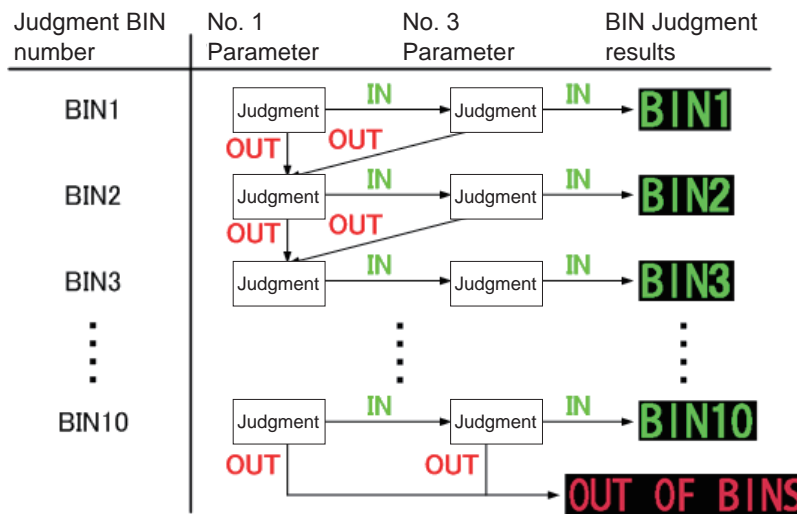 Judgment BIN number
No. 1 Parameter
No. 3 Parameter
BIN Judgment results
BIN1
Judgment
IN
Judgment
IN
BIN1
OUT
OUT
BIN2
Judgment
IN
Judgment
IN
BIN2
OUT
OUT
BIN3
Judgment
IN
Judgment
IN
BIN3
BIN10
Judgment
IN
Judgment
IN
BIN10
OUT
OUT
OUT OF BINS